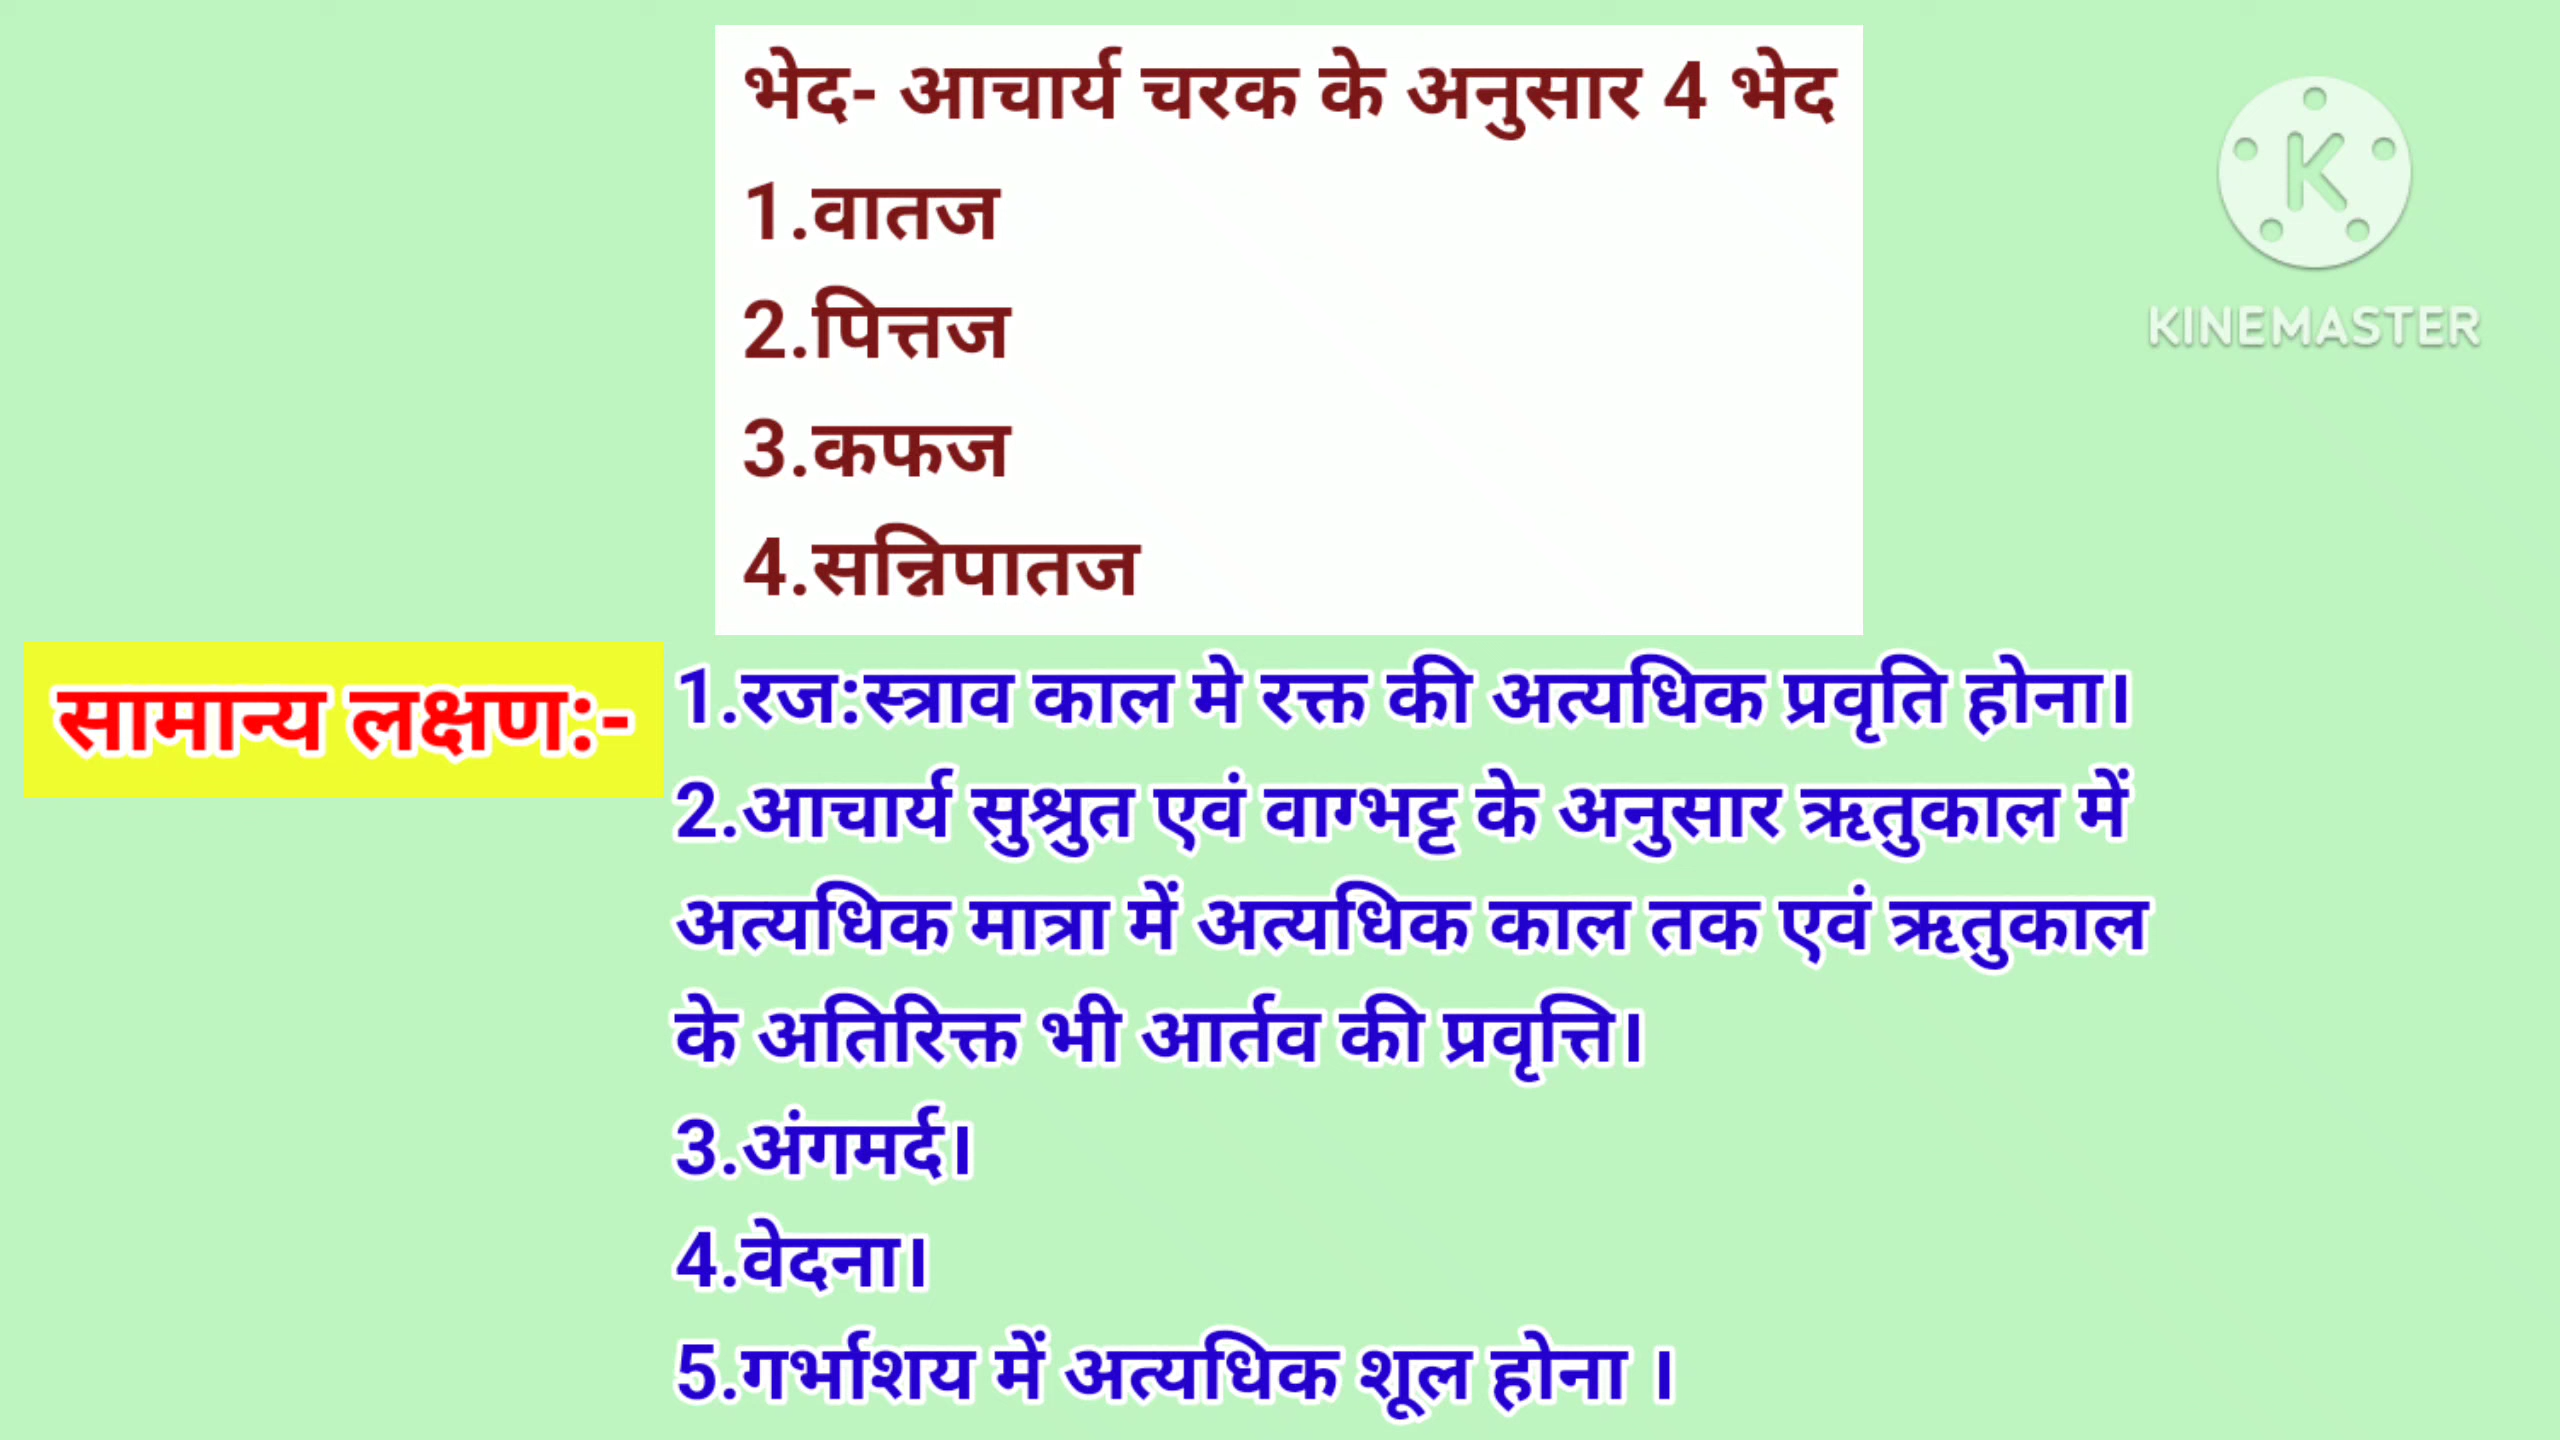 भेद- आचार्य चरक के अनुसार 4 भेद
1.वातज
2.पित्तज
3.कफज
4.सन्निपातज
K
KINEMASTER
सामान्य लक्षण:-
1.रज:स्त्राव काल मे रक्त की अत्यधिक प्रवृति होना।
2.आचार्य सुश्रुत एवं वाग्भट्ट के अनुसार ऋतुकाल में
अत्यधिक मात्रा में अत्यधिक काल तक एवं ऋतुकाल
के अतिरिक्त भी आर्तव की प्रवृत्ति।
3.अंगमर्द।
4.वेदना।
5.गर्भाशय में अत्यधिक शूल होना ।